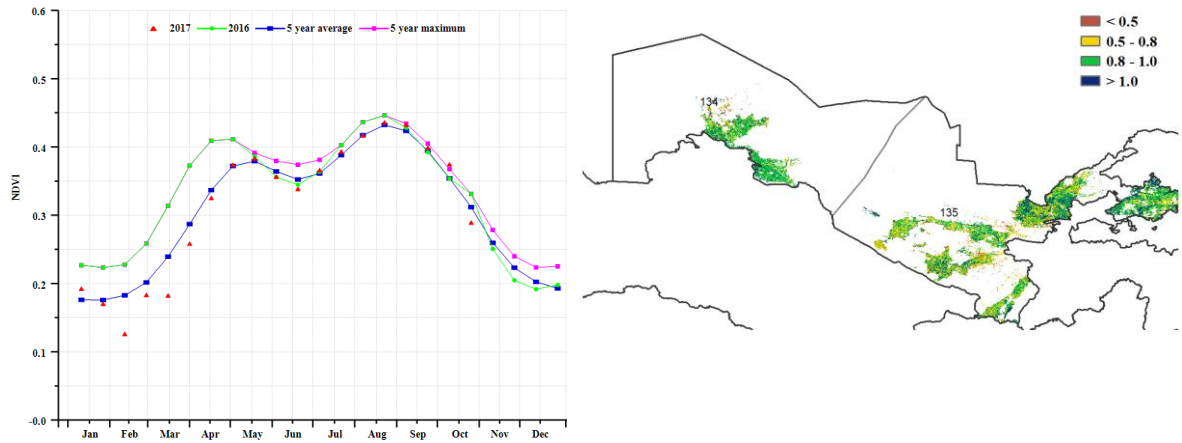 0.6
0.5
0.4
0.3
0.2
0.1
-0.0
NDVI
2017 2016 5 year average 5 year maximum
Jan Feb Mar Apr May Jun Jul Aug Sep Oct Nov Dec
< 0.5
0.5 - 0.8
0.8 - 1.0
> 1.0
134
135